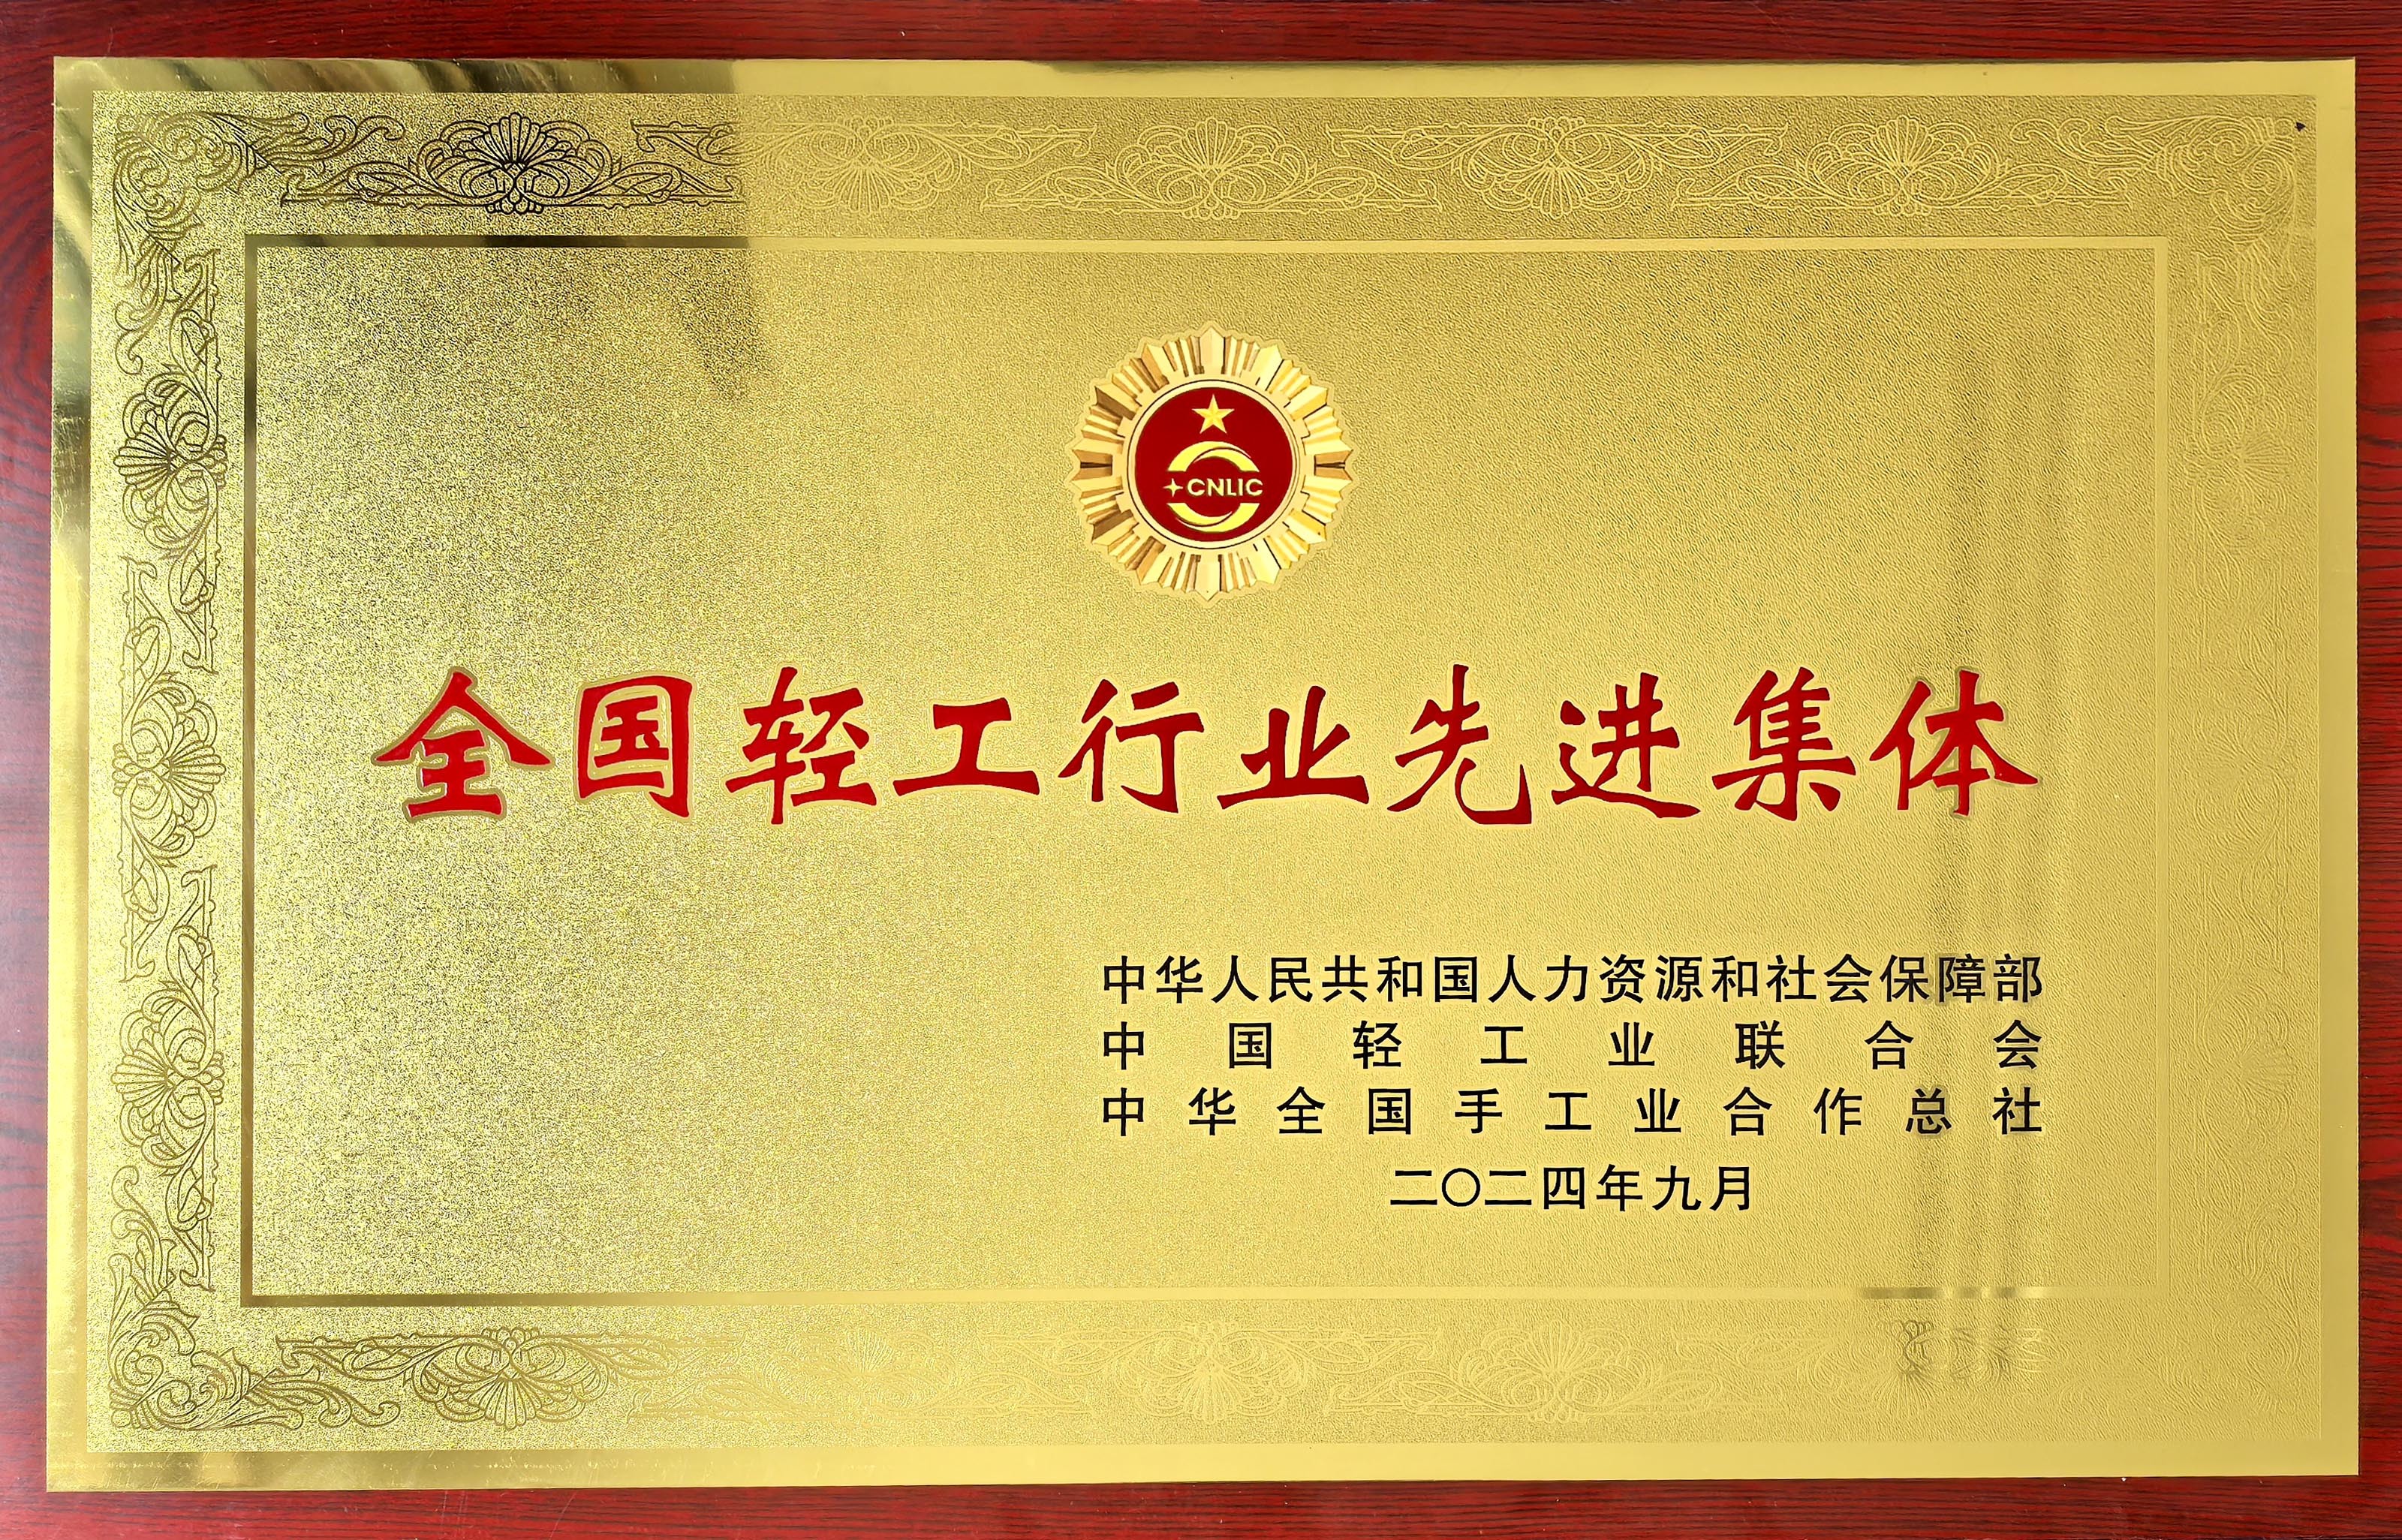 CNLIC
全国轻工行业先进集体
中华人民共和国人力资源和社会保障部
中国轻工业联合会
中华全国手工业合作总社
二〇二四年九月